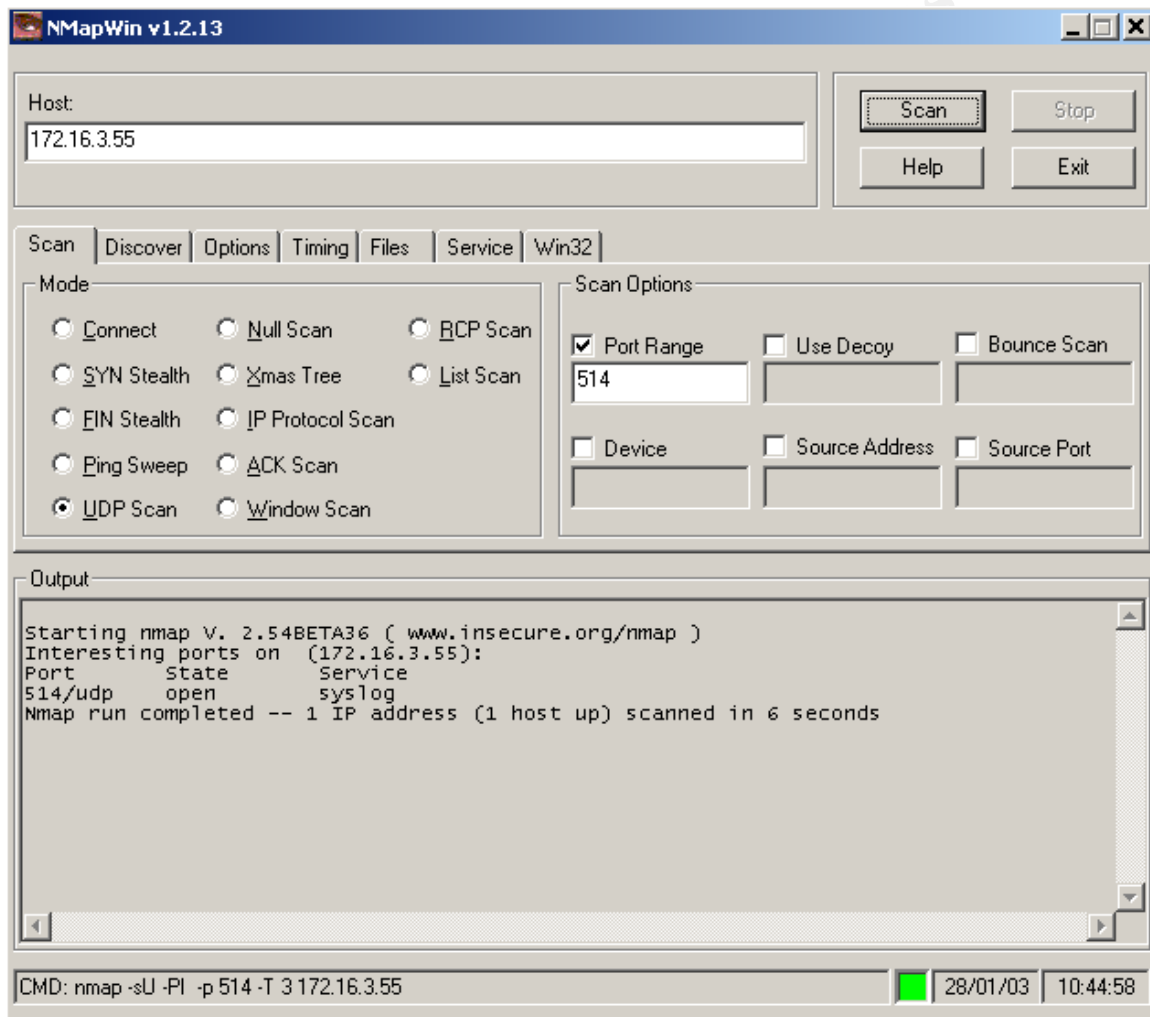 NMapWin v1.2.13
Host:
172.16.3.55
Scan
Stop
Help
Exit
Scan Discover Options Timing Files Service Win32
Mode
Connect Null Scan RCP Scan
SYN Stealth Xmas Tree List Scan
FIN Stealth IP Protocol Scan
Ping Sweep ACK Scan
UDP Scan Window Scan
Scan Options
Port Range Use Decoy Bounce Scan
514
Device Source Address Source Port
Output
Starting nmap V. 2.54BETA36 ( www.insecure.org/nmap )
Interesting ports on  (172.16.3.55):
Port       State       Service
514/udp    open        syslog
Nmap run completed -- 1 IP address (1 host up) scanned in 6 seconds
CMD: nmap -sU -PI  -p 514 -T 3 172.16.3.55
28/01/03
10:44:58